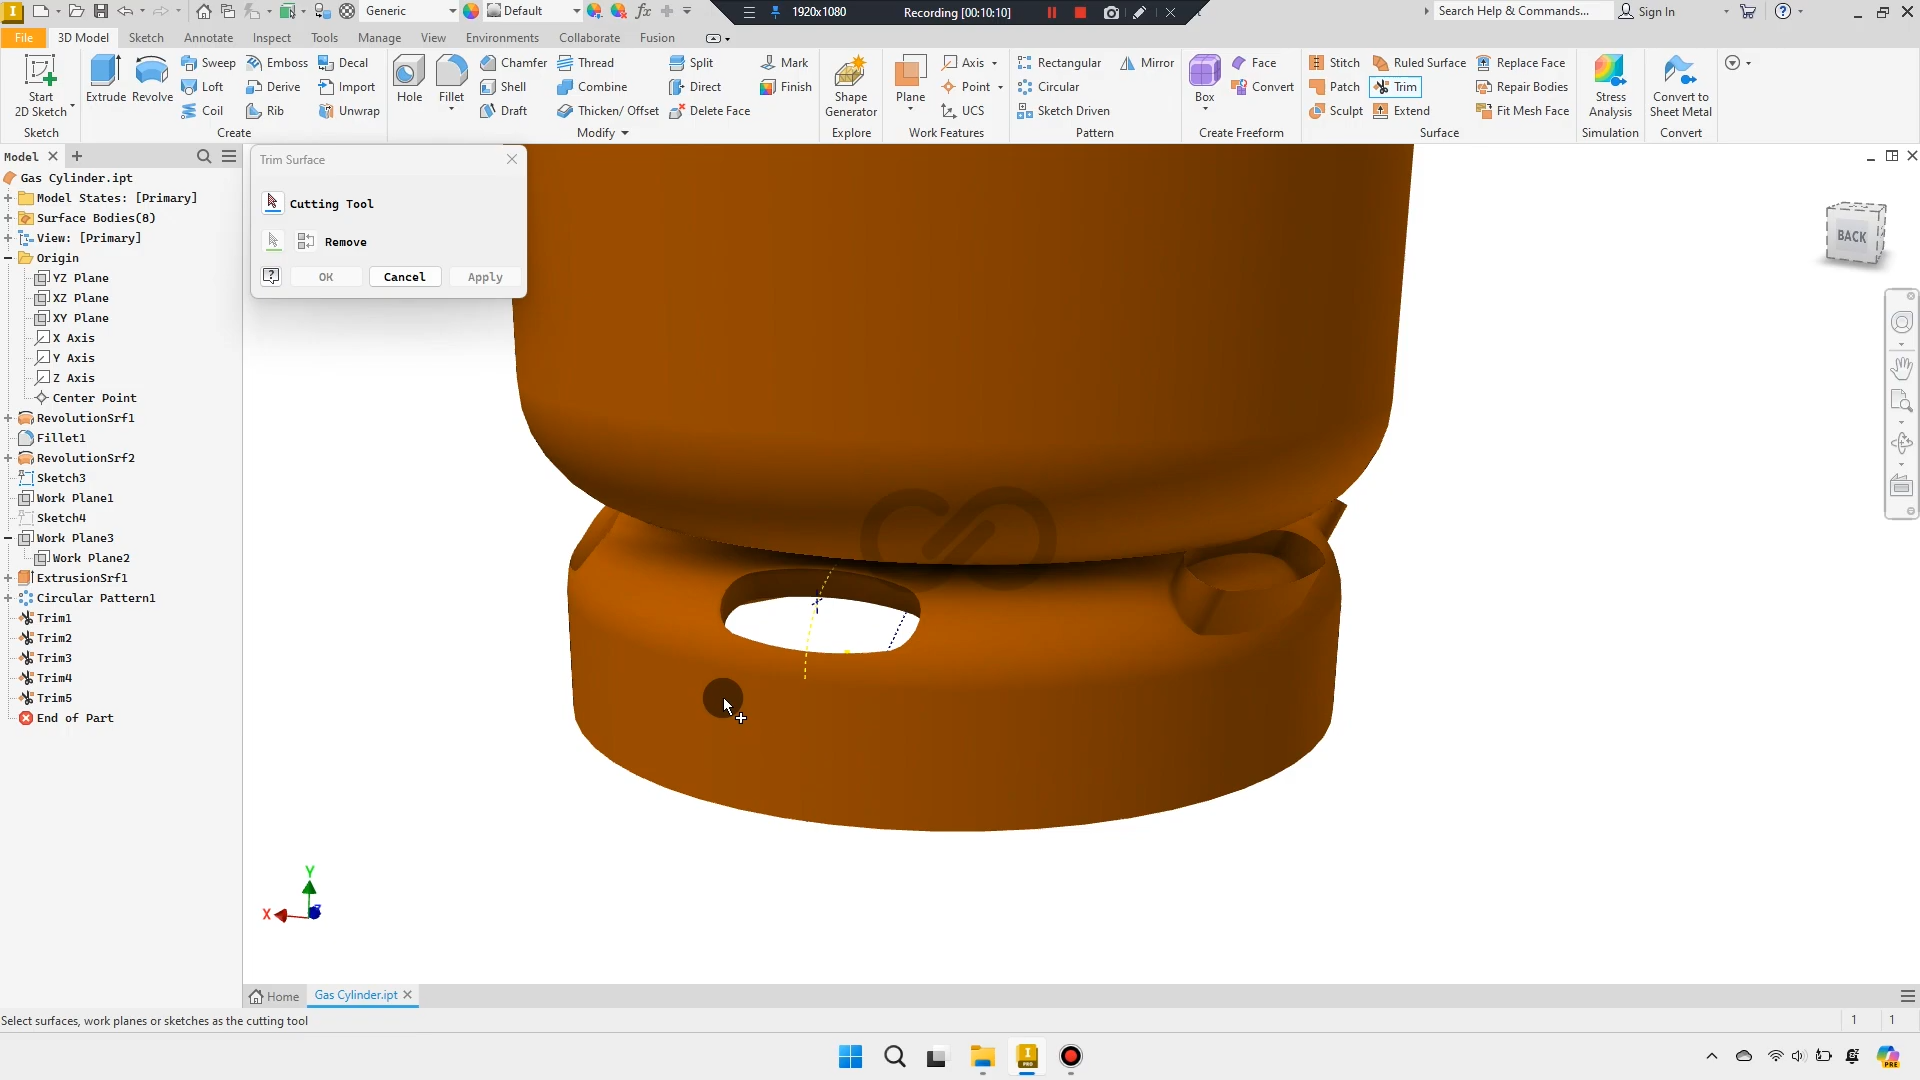 Generic
Default
1920x1080
Recording [00:10:10]
Search Help & Commands...
Sign In
File
3D Model
Sketch
Annotate
Inspect
Tools
Manage
View
Environments
Collaborate
Fusion
Start
2D Sketch
Sketch
Extrude
Revolve
Sweep
Loft
Coil
Emboss
Derive
Rib
Decal
Import
Unwrap
Create
Hole
Fillet
Chamfer
Shell
Draft
Thread
Combine
Thicken/ Offset
Split
Direct
Delete Face
Mark
Finish
Modify
Shape
Generator
Explore
Plane
Axis
Point
UCS
Work Features
Rectangular
Circular
Sketch Driven
Mirror
Pattern
Box
Face
Convert
Create Freeform
Stitch
Patch
Sculpt
Ruled Surface
Trim
Extend
Replace Face
Repair Bodies
Fit Mesh Face
Surface
Stress
Analysis
Simulation
Convert to
Sheet Metal
Convert
Model
Gas Cylinder.ipt
Model States: [Primary]
Surface Bodies(8)
View: [Primary]
Origin
YZ Plane
XZ Plane
XY Plane
X Axis
Y Axis
Z Axis
Center Point
RevolutionSrf1
Fillet1
RevolutionSrf2
Sketch3
Work Plane1
Sketch4
Work Plane3
Work Plane2
ExtrusionSrf1
Circular Pattern1
Trim1
Trim2
Trim3
Trim4
Trim5
End of Part
Trim Surface
Cutting Tool
Remove
OK
Cancel
Apply
BACK
Y
X
Home
Gas Cylinder.ipt
Select surfaces, work planes or sketches as the cutting tool
1
1